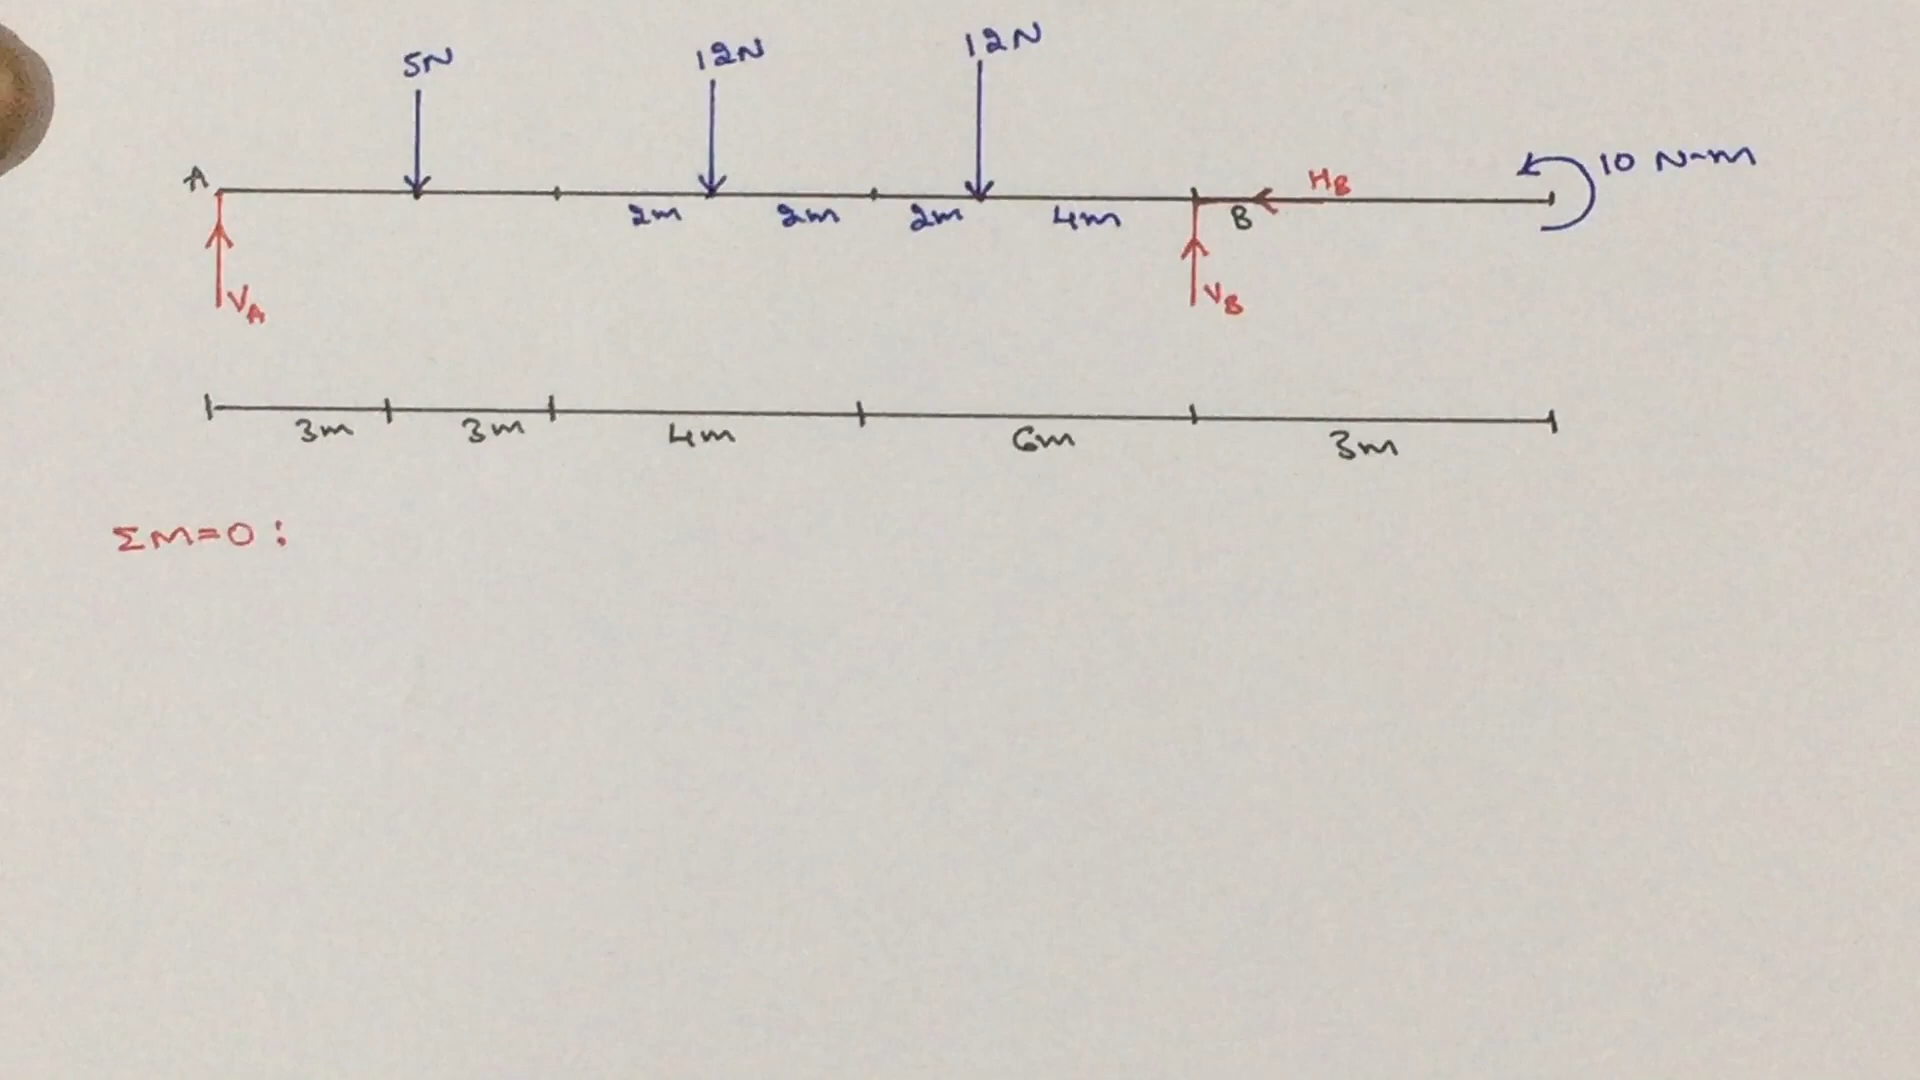 5N 12N 12N
A HB 10 N-m
2m 2m 2m 4m B
VA VB
3m 3m 4m 6m 3m
ΣM=0: